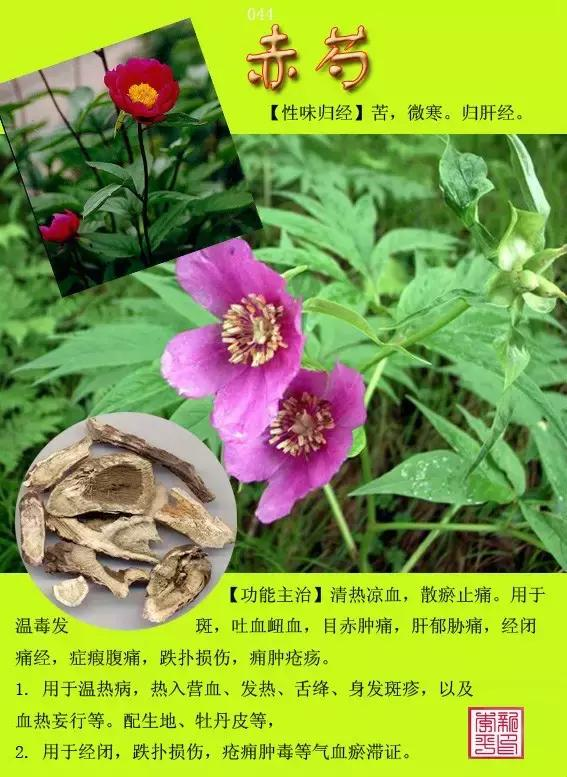 044
赤芍
【性味归经】苦，微寒。归肝经。
【功能主治】清热凉血，散瘀止痛。用于
温毒发 斑，吐血衄血，目赤肿痛，肝郁胁痛，经闭
痛经，症瘕腹痛，跌扑损伤，痈肿疮疡。
1. 用于温热病，热入营血、发热、舌绛、身发斑疹，以及
血热妄行等。配生地、牡丹皮等，
2. 用于经闭，跌扑损伤，疮痈肿毒等气血瘀滞证。